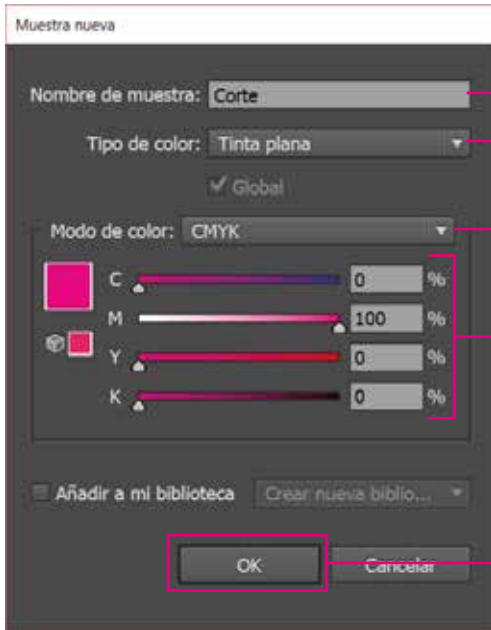 Muestra nueva
Nombre de muestra: Corte
Tipo de color: Tinta plana
Global
Modo de color: CMYK
C 0 %
M 100 %
Y 0 %
K 0 %
Añadir a mi biblioteca Crear nueva biblio...
OK Cancelar